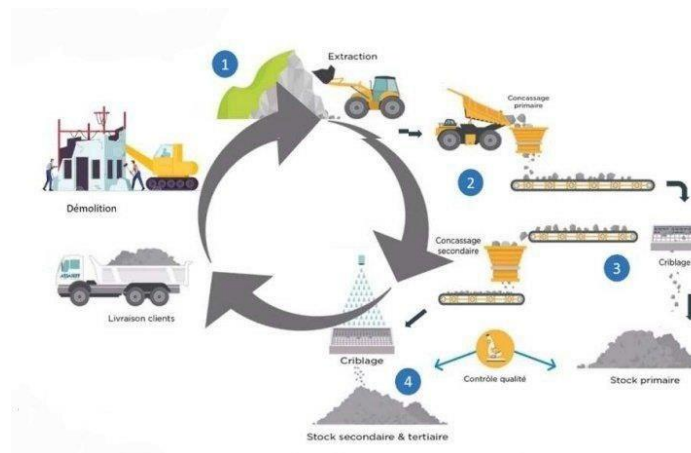 1
Extraction
Concassage
primaire
2
Démolition
Concassage
secondaire
3
Criblage
Livraison clients
Criblage
4
Contrôle qualité
Stock primaire
Stock secondaire & tertiaire